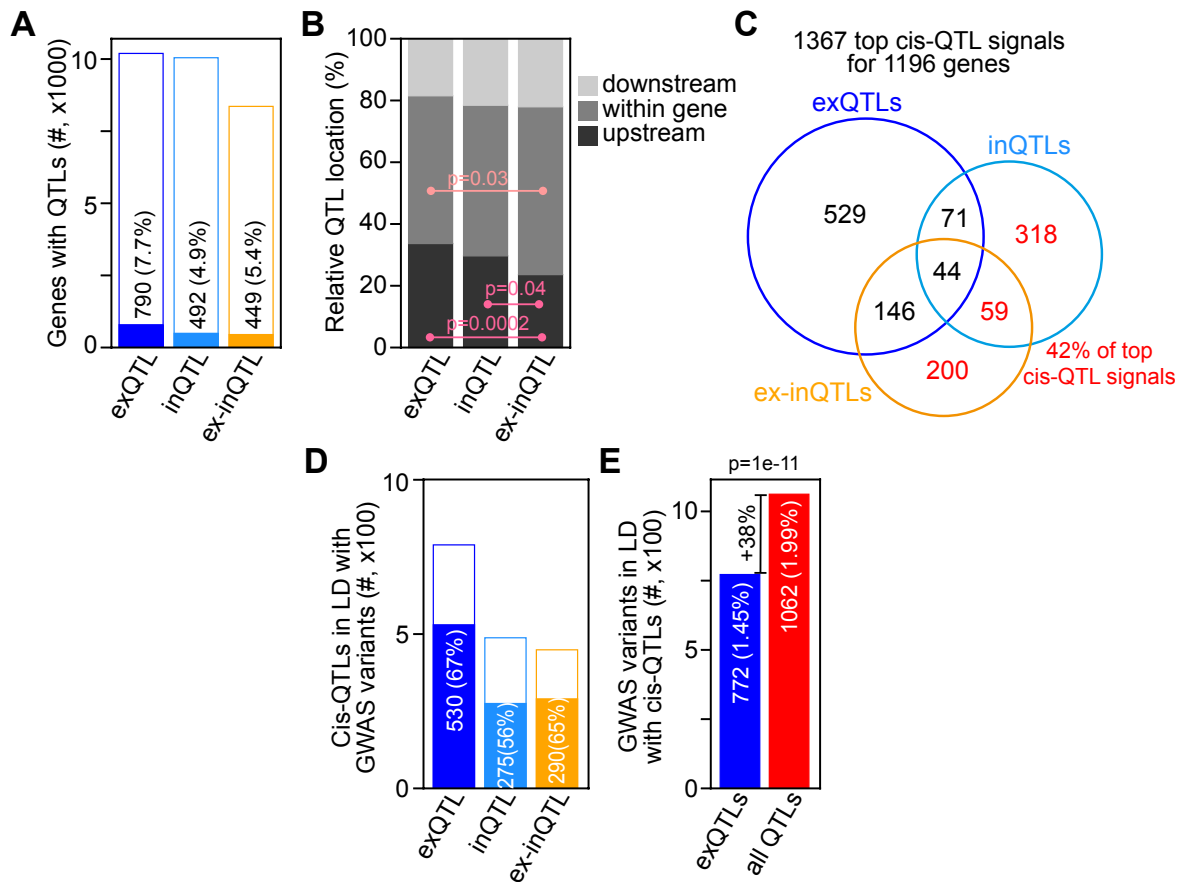 A
Genes with QTLs (#, x1000)
10
5
0
790 (7.7%)
492 (4.9%)
449 (5.4%)
exQTL
inQTL
ex-inQTL
B
Relative QTL location (%)
100
80
60
40
20
0
p=0.03
p=0.04
p=0.0002
exQTL
inQTL
ex-inQTL
downstream
within gene
upstream
C
1367 top cis-QTL signals
for 1196 genes
exQTLs
inQTLs
529
71
318
44
146
59
200
ex-inQTLs
42% of top
cis-QTL signals
D
Cis-QTLs in LD with
GWAS variants (#, x100)
10
5
0
530 (67%)
275(56%)
290(65%)
exQTL
inQTL
ex-inQTL
E
p=1e-11
GWAS variants in LD
with cis-QTLs (#, x100)
10
5
0
+38%
772 (1.45%)
1062 (1.99%)
exQTLs
all QTLs